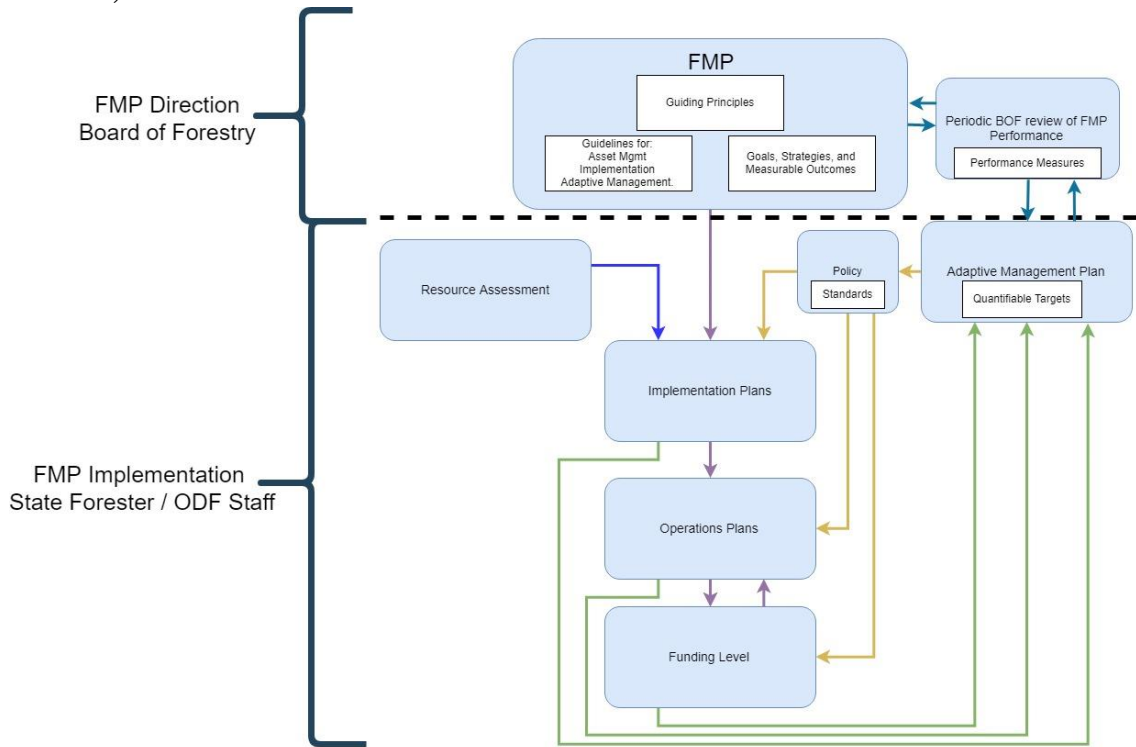 FMP Direction
Board of Forestry
FMP
Guiding Principles
Guidelines for:
Asset Mgmt
Implementation
Adaptive Management.
Goals, Strategies, and
Measurable Outcomes
Periodic BOF review of FMP
Performance
Performance Measures
FMP Implementation
State Forester / ODF Staff
Resource Assessment
Policy
Standards
Adaptive Management Plan
Quantifiable Targets
Implementation Plans
Operations Plans
Funding Level